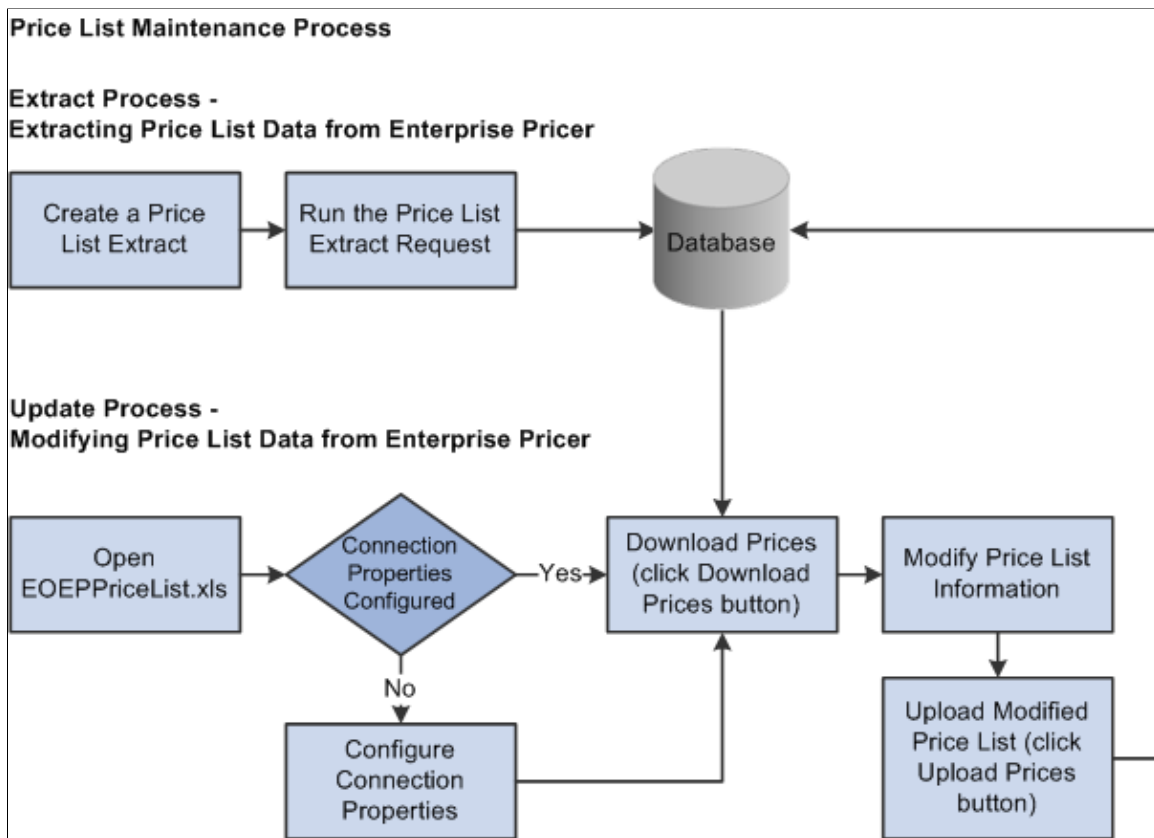 Price List Maintenance Process
Extract Process -
Extracting Price List Data from Enterprise Pricer
Create a Price
List Extract
Run the Price List
Extract Request
Database
Update Process -
Modifying Price List Data from Enterprise Pricer
Open
EOEPPriceList.xls
Connection
Properties
Configured
Yes
No
Configure
Connection
Properties
Download Prices
(click Download
Prices button)
Modify Price List
Information
Upload Modified
Price List (click
Upload Prices
button)